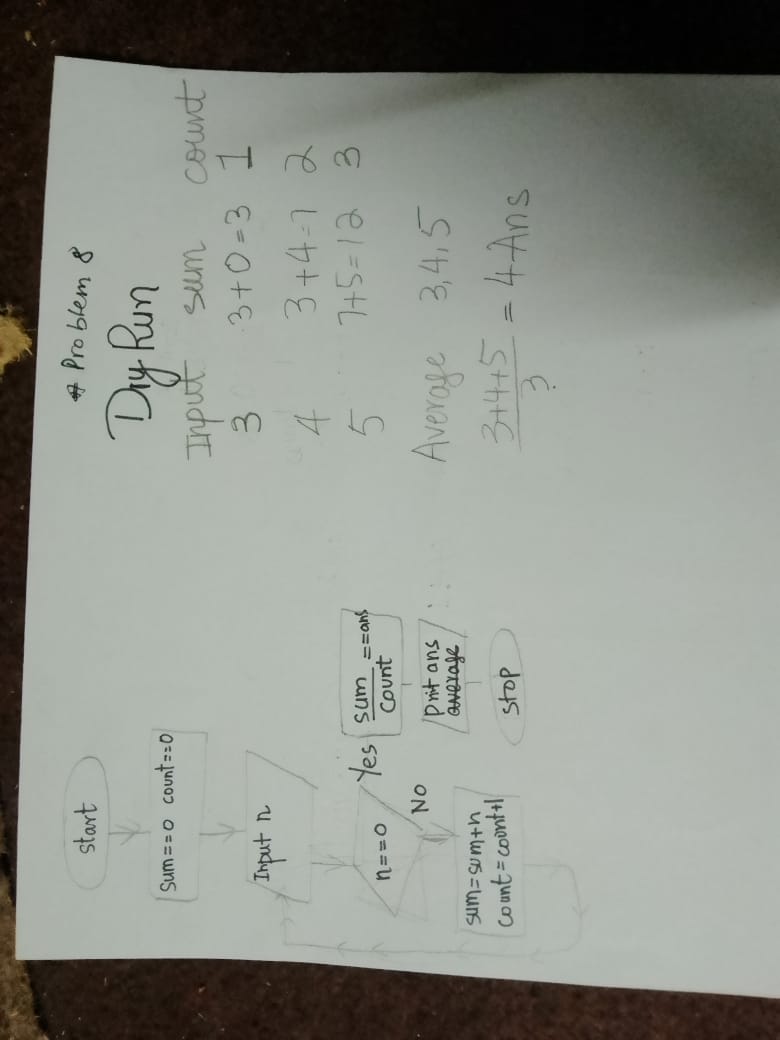 * Problem 8
Dry Run
Input sum count
3 3+0=3 1
4 3+4=7 2
5 7+5=12 3
Average 3,4,5
3+4+5
3
= 4 Ans
start
sum==0 count==0
Input n
n==0
Yes
No
sum
count
==ans
print ans
average
stop
sum=sum+n
count=count+1